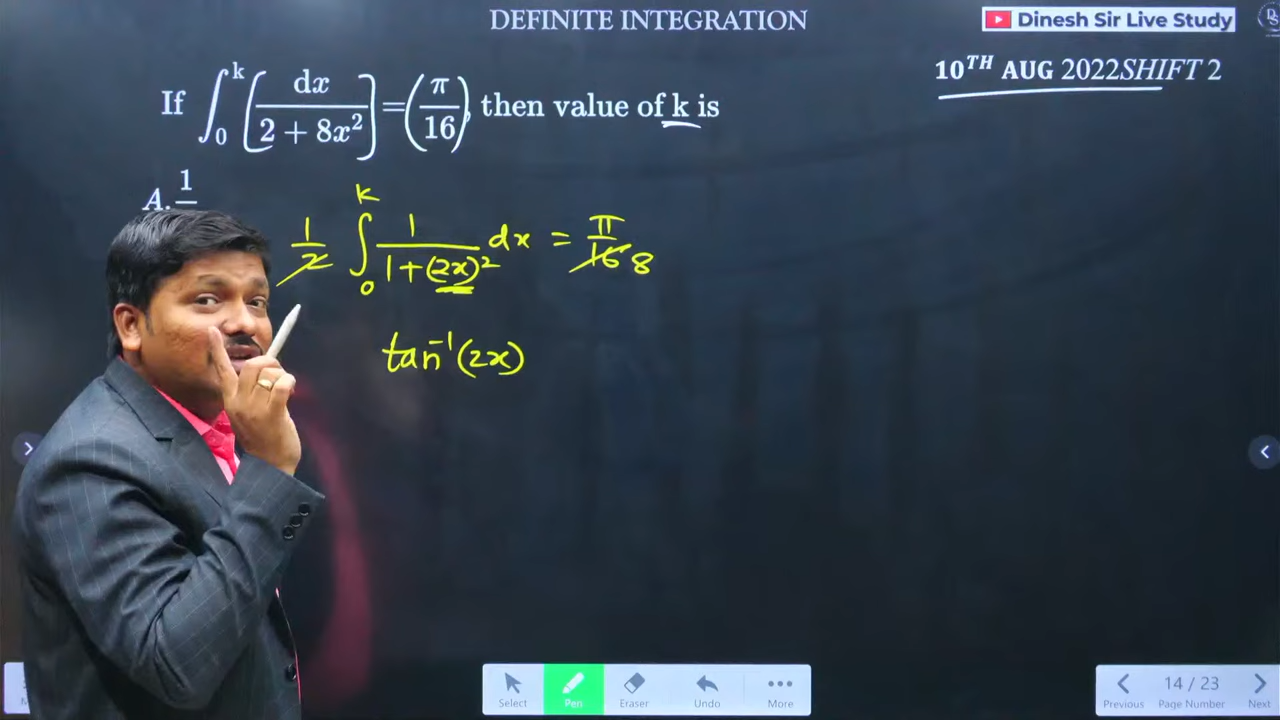 DEFINITE INTEGRATION
Dinesh Sir Live Study
10TH AUG 2022SHIFT 2
If ∫₀ᵏ [dx/(2 + 8x²)] = (π/16), then value of k is
A. 1
1/2 ∫₀ᴷ 1/(1+(2x)²) dx = π/16 8
tan⁻¹(2x)
Select Pen Eraser Undo More
Previous 14 / 23 Page Number Next